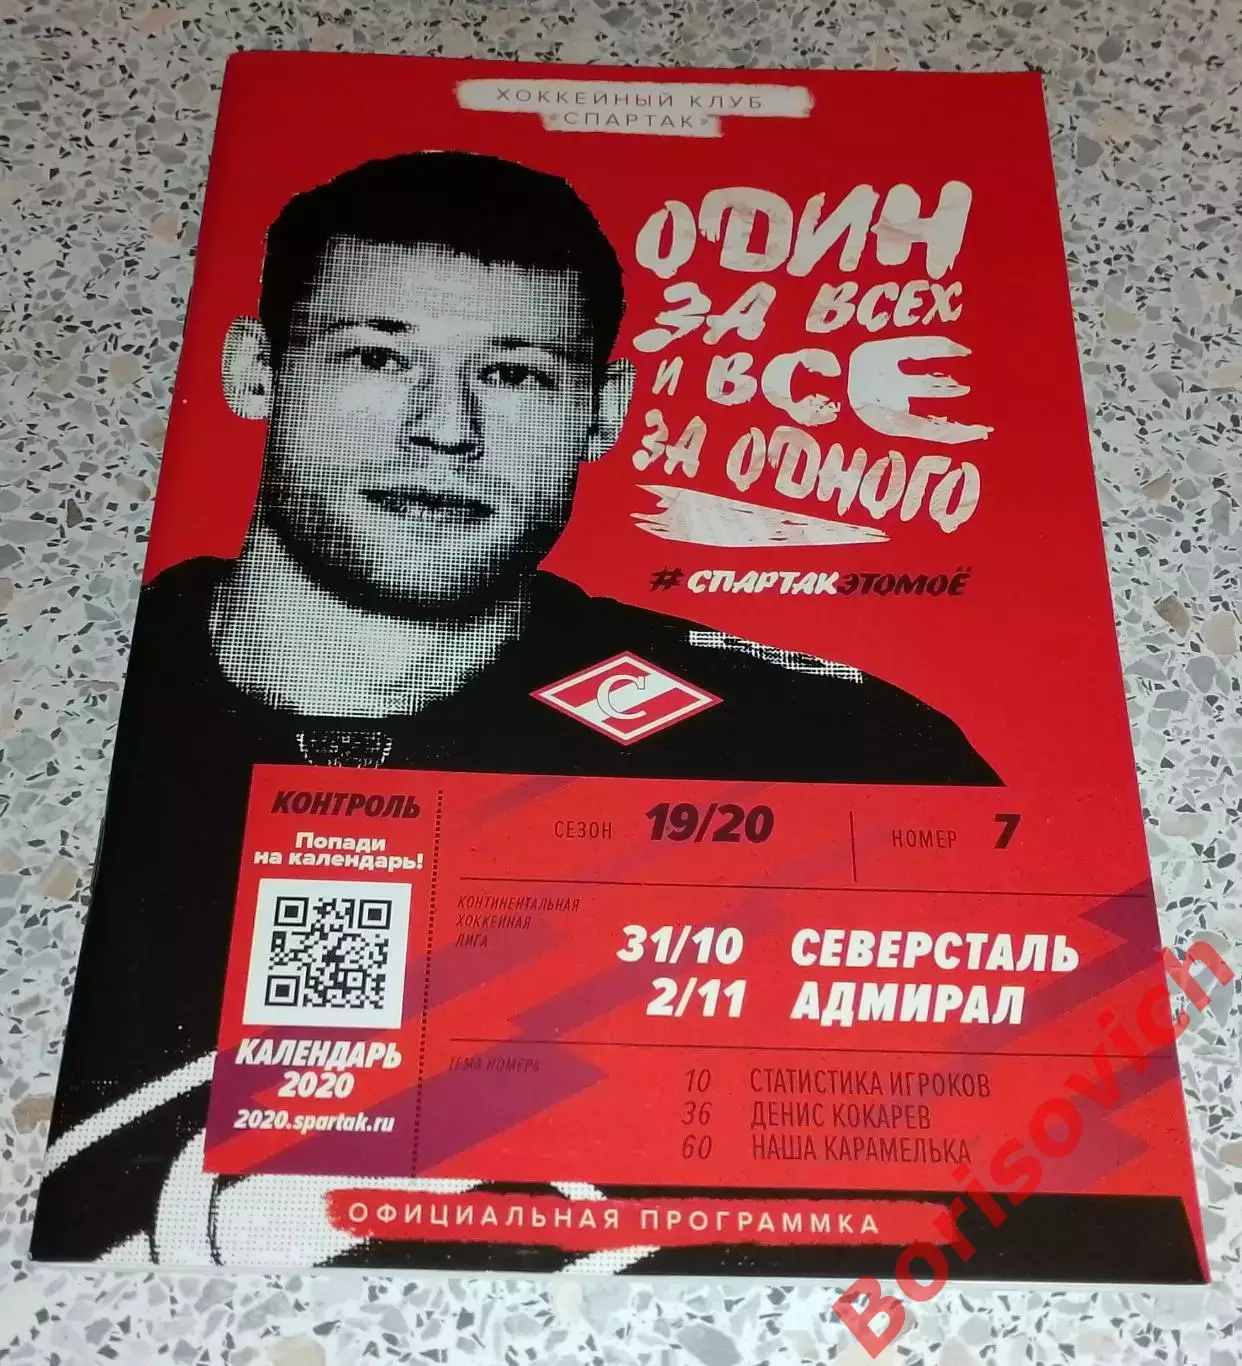 ХОККЕЙНЫЙ КЛУБ
«СПАРТАК»
ОДИН
ЗА ВСЕХ
И ВСЕ
ЗА ОДНОГО
#СПАРТАКЭТОМОЁ
С
КОНТРОЛЬ
Попади
на календарь!
КАЛЕНДАРЬ
2020
2020.spartak.ru
СЕЗОН 19/20
НОМЕР 7
КОНТИНЕНТАЛЬНАЯ
ХОККЕЙНАЯ
ЛИГА
31/10 СЕВЕРСТАЛЬ
2/11 АДМИРАЛ
ТЕМА НОМЕРА
10 СТАТИСТИКА ИГРОКОВ
36 ДЕНИС КОКАРЕВ
60 НАША КАРАМЕЛЬКА
ОФИЦИАЛЬНАЯ ПРОГРАММКА
Borisovich